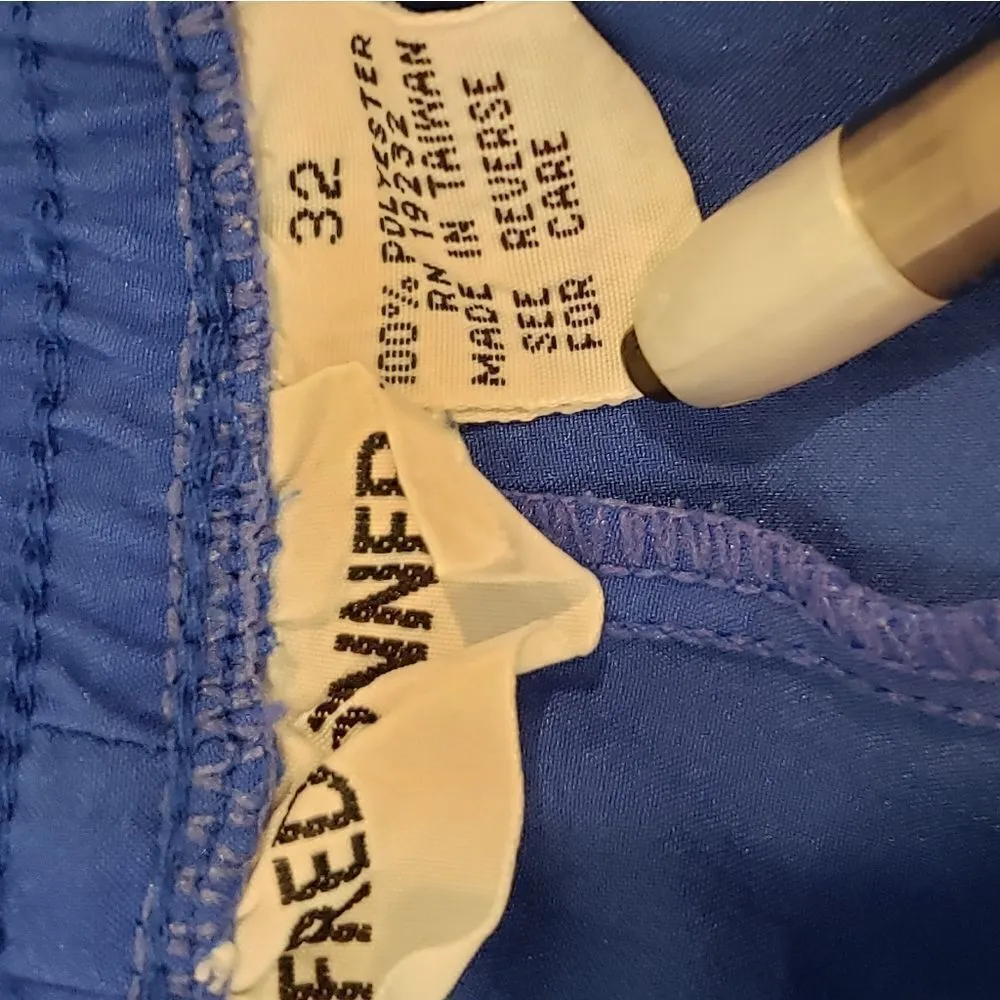 32
100% POLYESTER
RN 19232
MADE IN TAIWAN
SEE REVERSE
FOR CARE
FRED